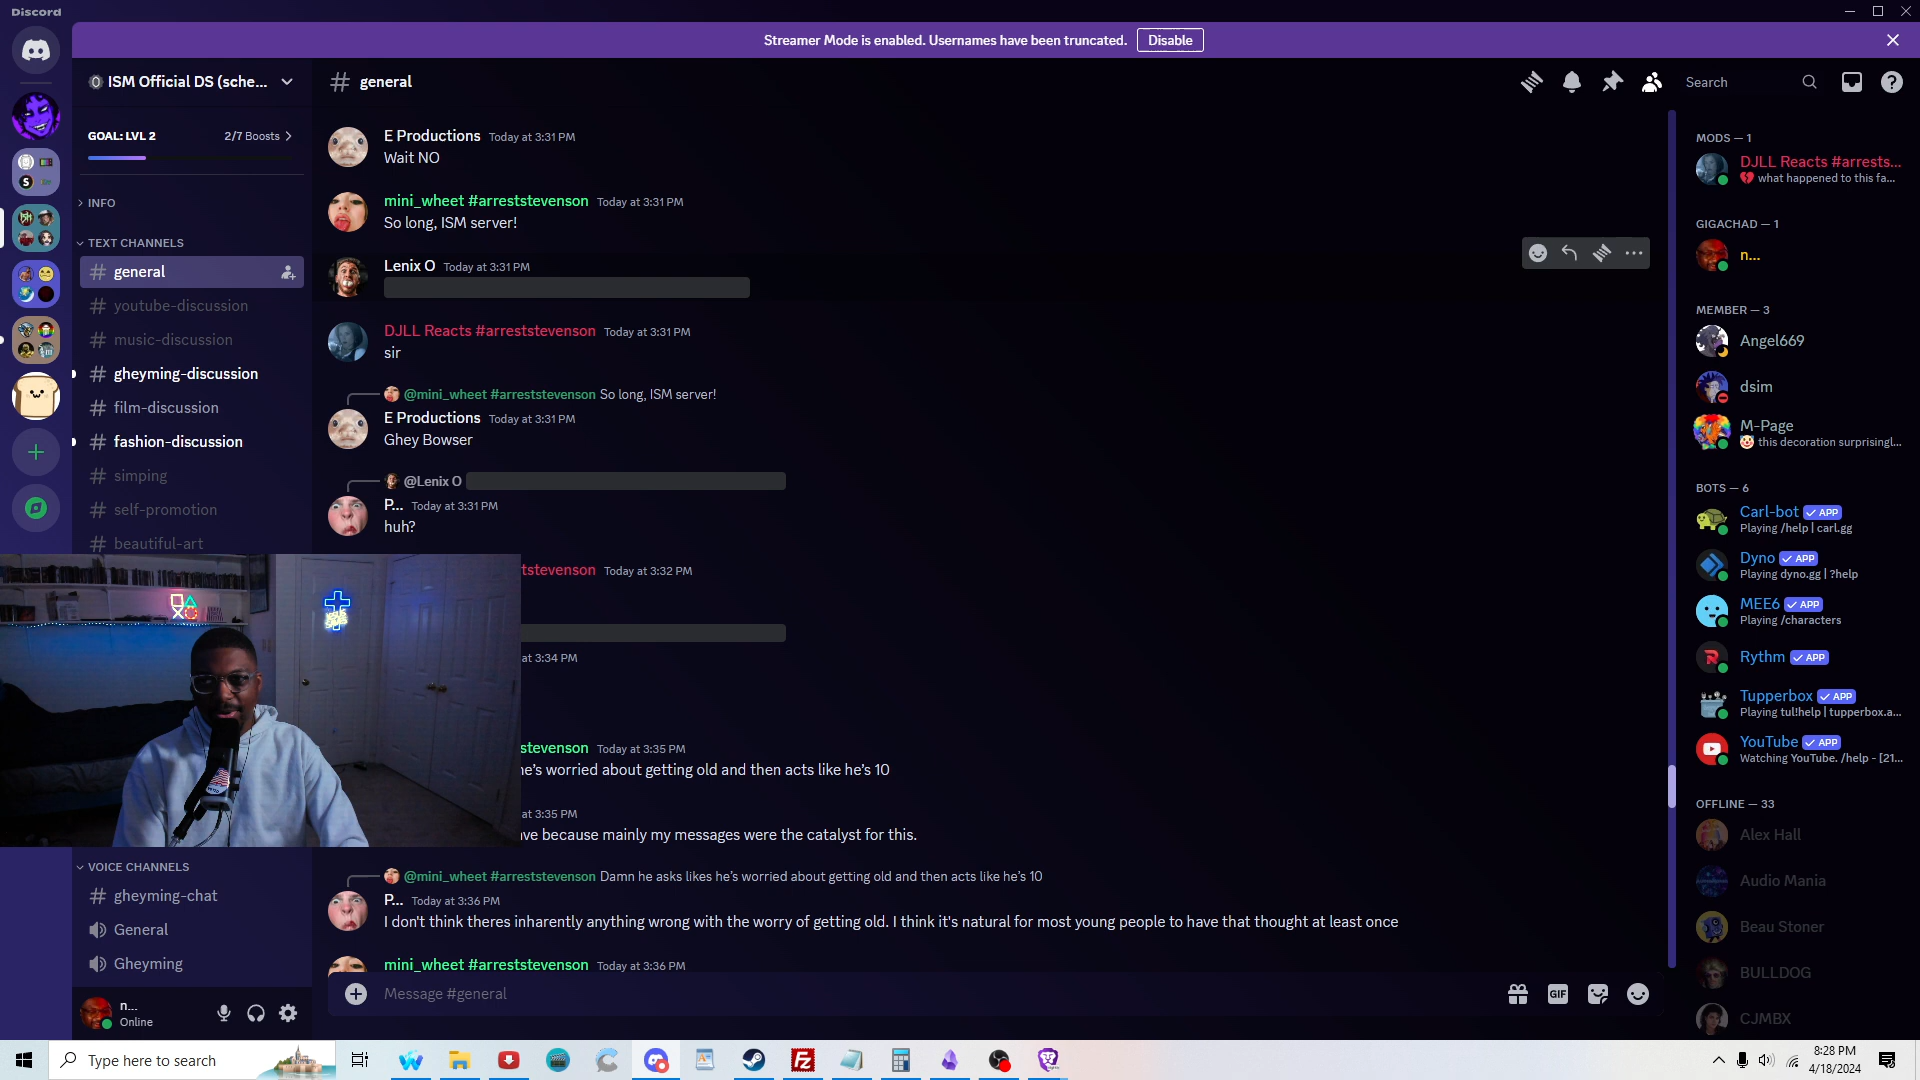 Discord
Streamer Mode is enabled. Usernames have been truncated.
Disable
ISM Official DS (sche...
GOAL: LVL 2
2/7 Boosts
INFO
TEXT CHANNELS
general
youtube-discussion
music-discussion
gheyming-discussion
film-discussion
fashion-discussion
simping
self-promotion
beautiful-art
VOICE CHANNELS
gheyming-chat
General
Gheyming
n...
Online
general
Search
E Productions Today at 3:31 PM
Wait NO
mini_wheet #arreststevenson Today at 3:31 PM
So long, ISM server!
Lenix O Today at 3:31 PM
DJLL Reacts #arreststevenson Today at 3:31 PM
sir
@mini_wheet #arreststevenson So long, ISM server!
E Productions Today at 3:31 PM
Ghey Bowser
@Lenix O
P... Today at 3:31 PM
huh?
tstevenson Today at 3:32 PM
at 3:34 PM
stevenson Today at 3:35 PM
he's worried about getting old and then acts like he's 10
at 3:35 PM
ve because mainly my messages were the catalyst for this.
@mini_wheet #arreststevenson Damn he asks likes he's worried about getting old and then acts like he's 10
P... Today at 3:36 PM
I don't think theres inharently anything wrong with the worry of getting old. I think it's natural for most young people to have that thought at least once
mini_wheet #arreststevenson Today at 3:36 PM
Message #general
GIF
MODS — 1
DJLL Reacts #arrests...
what happened to this fa...
GIGACHAD — 1
n...
MEMBER — 3
Angel669
dsim
M-Page
this decoration surprisingl...
BOTS — 6
Carl-bot APP
Playing /help | carl.gg
Dyno APP
Playing dyno.gg | ?help
MEE6 APP
Playing /characters
Rythm APP
Tupperbox APP
Playing tul!help | tupperbox.a...
YouTube APP
Watching YouTube. /help - [21...
OFFLINE — 33
Alex Hall
Audio Mania
Beau Stoner
BULLDOG
CJMBX
Type here to search
8:28 PM
4/18/2024